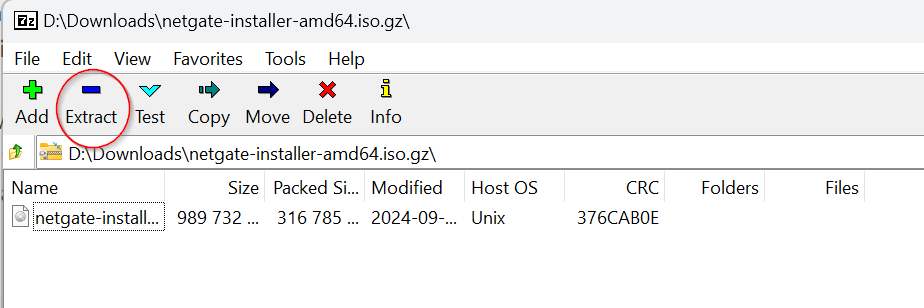 D:\Downloads\netgate-installer-amd64.iso.gz\
File Edit View Favorites Tools Help
Add Extract Test Copy Move Delete Info
D:\Downloads\netgate-installer-amd64.iso.gz\
Name Size Packed Si... Modified Host OS CRC Folders Files
netgate-install... 989 732 ... 316 785 ... 2024-09-... Unix 376CAB0E